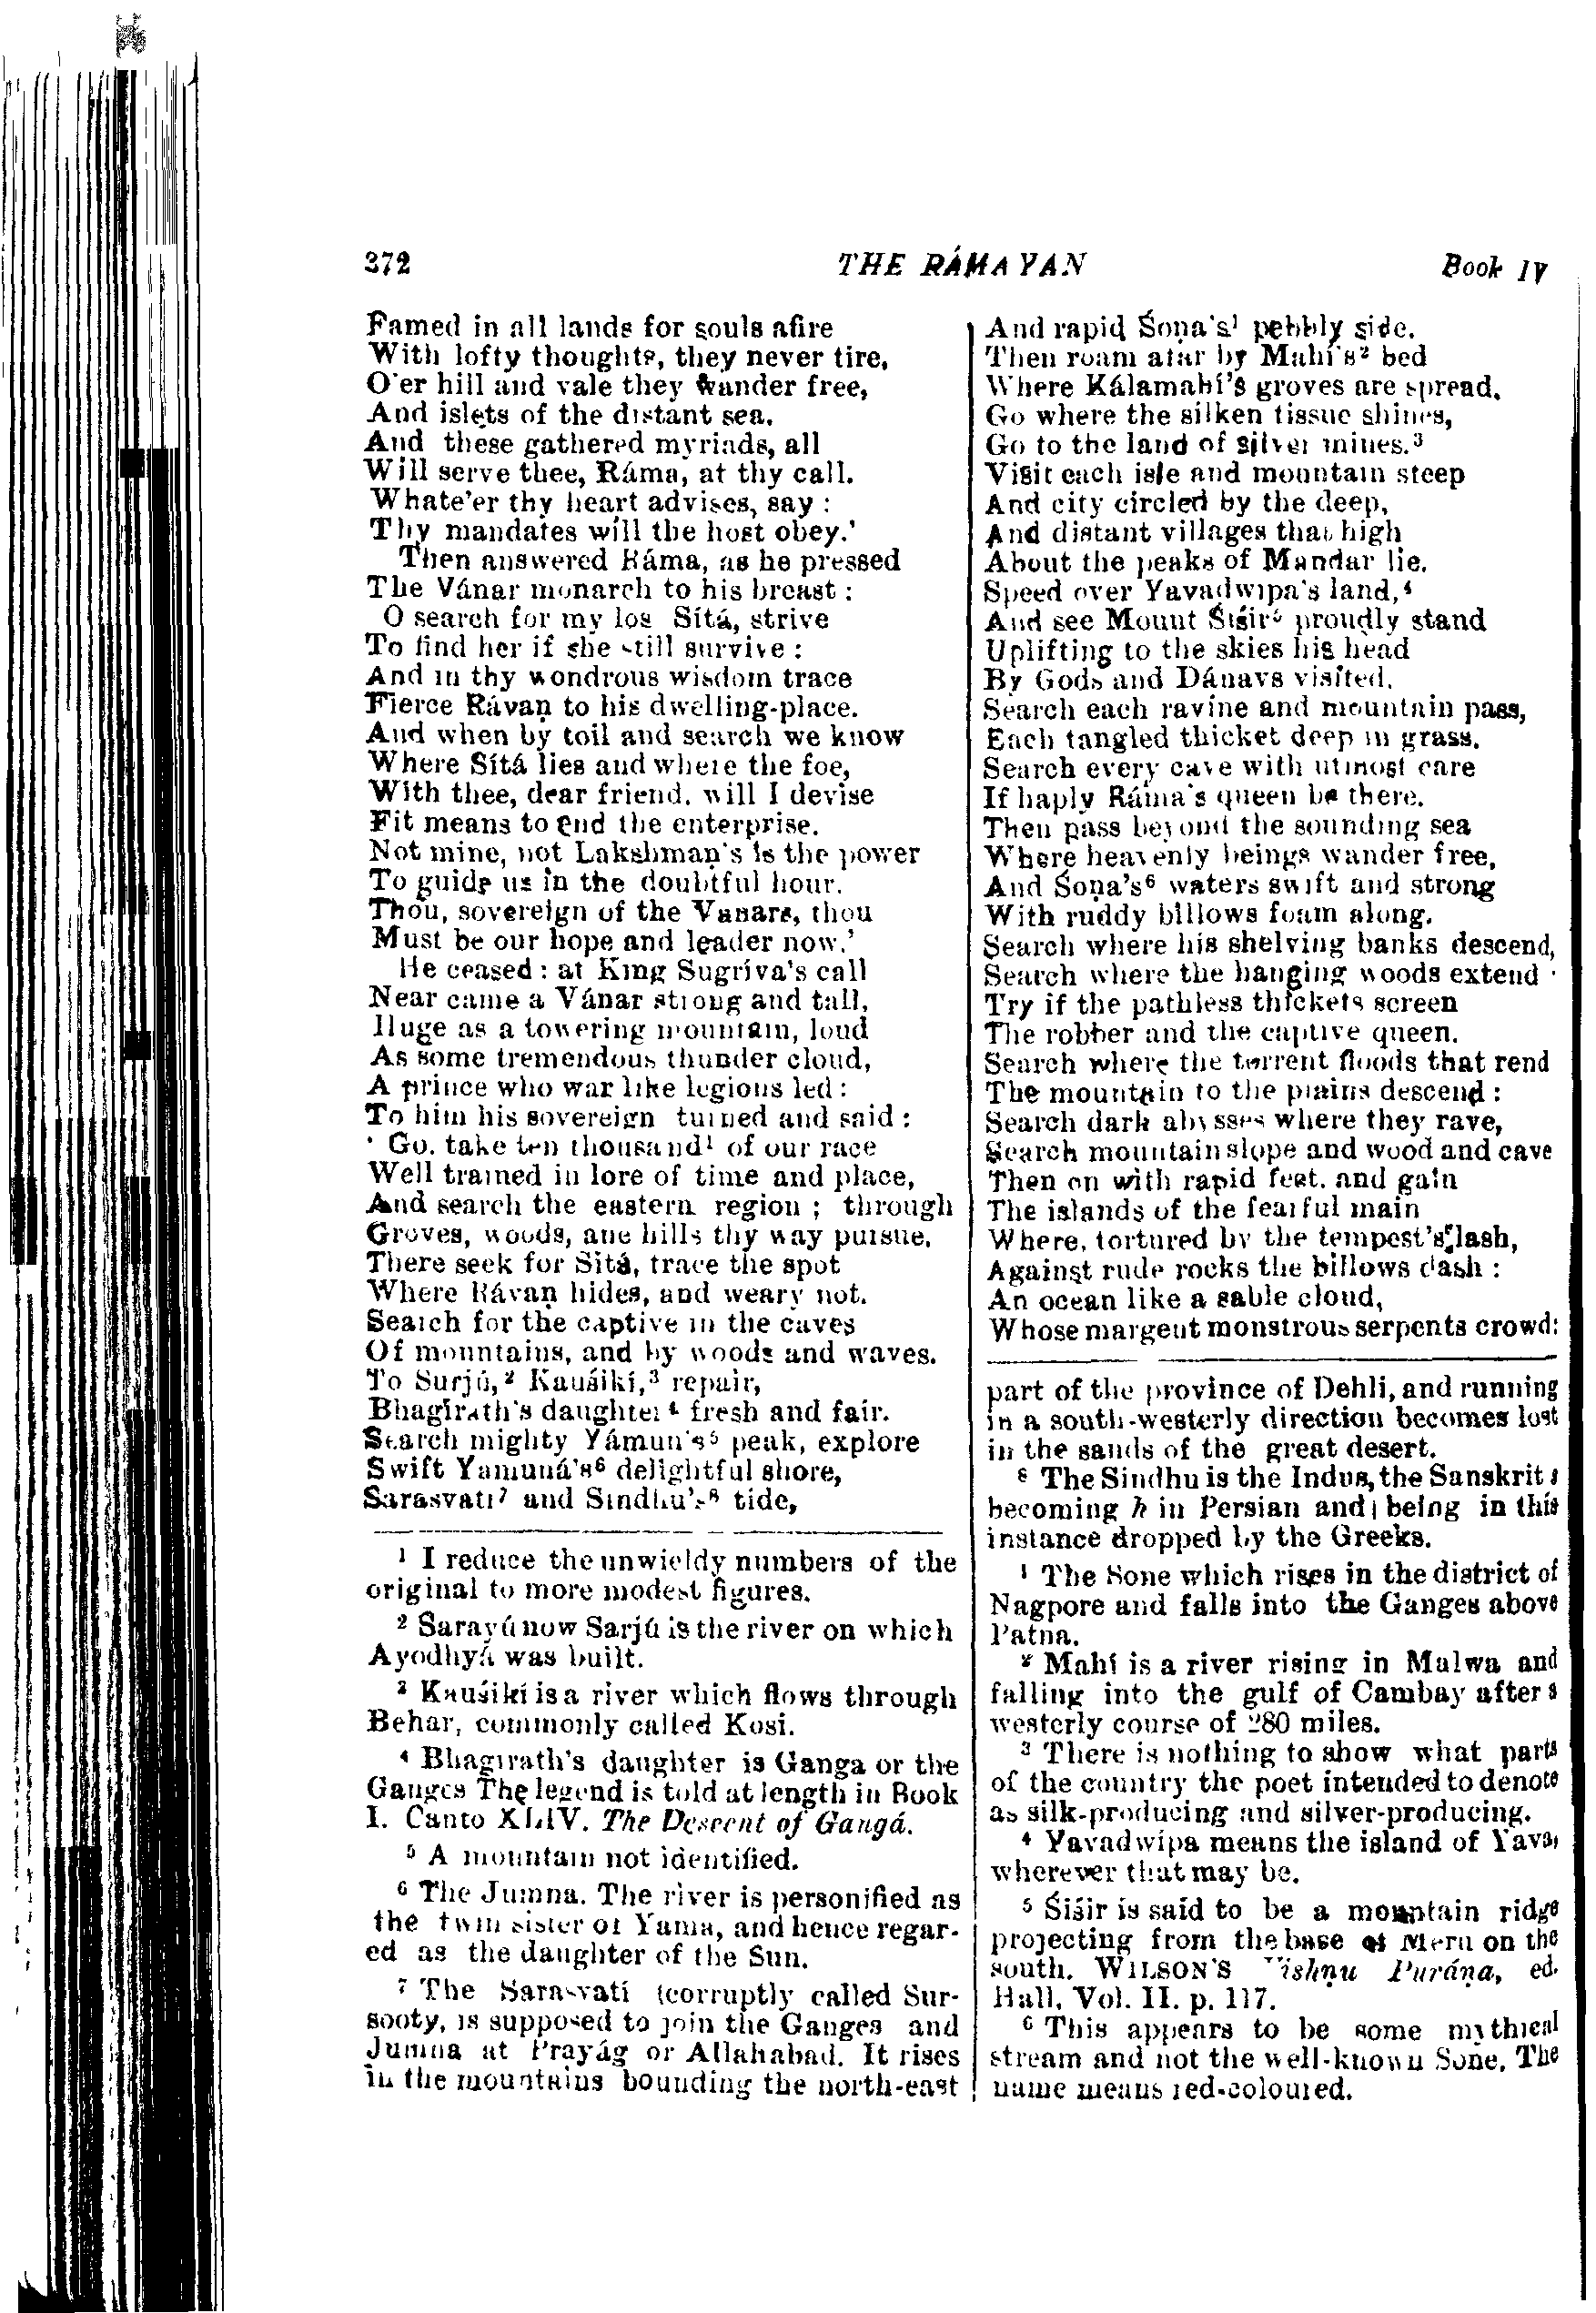 372 THE RÁMAYAN Book IV
Famed in all lands for souls afire
With lofty thoughts, they never tire,
O'er hill and vale they wander free,
And islets of the distant sea.
And these gathered myriads, all
Will serve thee, Ráma, at thy call.
Whate'er thy heart advises, say :
Thy mandates will the host obey.'
Then answered Ráma, as he pressed
The Vánar monarch to his breast :
O search for my los Sítá, strive
To find her if she still survive :
And in thy wondrous wisdom trace
Fierce Rávaṇ to his dwelling-place.
And when by toil and search we know
Where Sítá lies and where the foe,
With thee, dear friend, will I devise
Fit means to end the enterprise.
Not mine, not Lakshmaṇ's is the power
To guide us in the doubtful hour.
Thou, sovereign of the Vanars, thou
Must be our hope and leader now.'
He ceased : at King Sugríva's call
Near came a Vánar strong and tall,
Huge as a towering mountain, loud
As some tremendous thunder cloud,
A prince who war like legions led :
To him his sovereign turned and said :
' Go, take ten thousand¹ of our race
Well trained in lore of time and place,
And search the eastern region ; through
Groves, woods, ane hills thy way pursue.
There seek for Sítá, trace the spot
Where Rávaṇ hides, and weary not.
Search for the captive in the caves
Of mountains, and by woods and waves.
To Surjú,² Kauśikí,³ repair,
Bhagírath's daughter⁴ fresh and fair.
Search mighty Yámun's⁵ peak, explore
Swift Yamuná's⁶ delightful shore,
Sarasvati⁷ and Sindhu's⁸ tide,
¹ I reduce the unwieldy numbers of the
original to more modest figures.
² Sarayú now Sarjú is the river on which
Ayodhyá was built.
³ Kauśikí is a river which flows through
Behar, commonly called Kosi.
⁴ Bhagirath's daughter is Ganga or the
Ganges The legend is told at length in Book
I. Canto XLIV. The Descent of Gangá.
⁵ A mountain not identified.
⁶ The Jumna. The river is personified as
the twin sister of Yama, and hence regar-
ed as the daughter of the Sun.
⁷ The Sarasvatí (corruptly called Sur-
sooty, is supposed to join the Ganges and
Jumna at Prayág or Allahabad. It rises
in the mountains bounding the north-east
And rapid Śoṇa's¹ pebbly side.
Then roam afar by Mahí's² bed
Where Kálamahí's groves are spread.
Go where the silken tissue shines,
Go to the land of silver mines.³
Visit each isle and mountain steep
And city circled by the deep,
And distant villages that high
About the peaks of Mandar lie.
Speed over Yavadwipa's land,⁴
And see Mount Śiśir⁵ proudly stand
Uplifting to the skies his head
By Gods and Dánavs visited.
Search each ravine and mountain pass,
Each tangled thicket deep in grass.
Search every cave with utmost care
If haply Ráma's queen be there.
Then pass beyond the sounding sea
Where heavenly beings wander free,
And Śoṇa's⁶ waters swift and strong
With ruddy billows foam along.
Search where his shelving banks descend,
Search where the hanging woods extend
Try if the pathless thickets screen
The robber and the captive queen.
Search where the torrent floods that rend
The mountain to the plains descend :
Search dark abysses where they rave,
Search mountain slope and wood and cave
Then on with rapid feet, and gain
The islands of the fearful main
Where, tortured by the tempest's lash,
Against rude rocks the billows dash :
An ocean like a sable cloud,
Whose margent monstrous serpents crowd:
part of the province of Dehli, and running
in a south-westerly direction becomes lost
in the sands of the great desert.
⁸ The Sindhu is the Indus, the Sanskrit s
becoming h in Persian and being in this
instance dropped by the Greeks.
¹ The Sone which rises in the district of
Nagpore and falls into the Ganges above
Patna.
² Mahí is a river rising in Malwa and
falling into the gulf of Cambay after a
westerly course of 280 miles.
³ There is nothing to show what parts
of the country the poet intended to denote
as silk-producing and silver-producing.
⁴ Yavadwípa means the island of Yava,
wherever that may be.
⁵ Śiśir is said to be a mountain ridge
projecting from the base of Meru on the
south. WILSON'S Vishṇu Puráṇa, ed.
Hall, Vol. II. p. 117.
⁶ This appears to be some mythical
stream and not the well-known Sone. The
name means red-coloured.